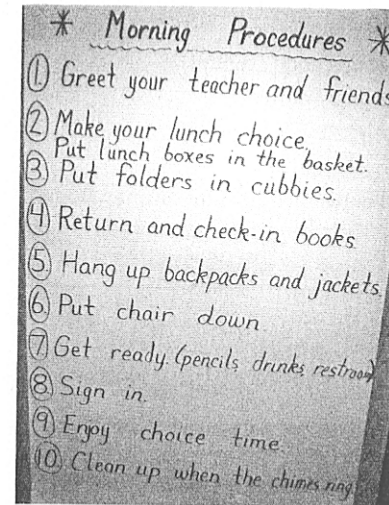 * Morning Procedures *
① Greet your teacher and friends
② Make your lunch choice.
Put lunch boxes in the basket.
③ Put folders in cubbies.
④ Return and check-in books.
⑤ Hang up backpacks and jackets.
⑥ Put chair down
⑦ Get ready. (pencils, drinks, restroom)
⑧ Sign in.
⑨ Enjoy choice time.
⑩ Clean up when the chimes ring.